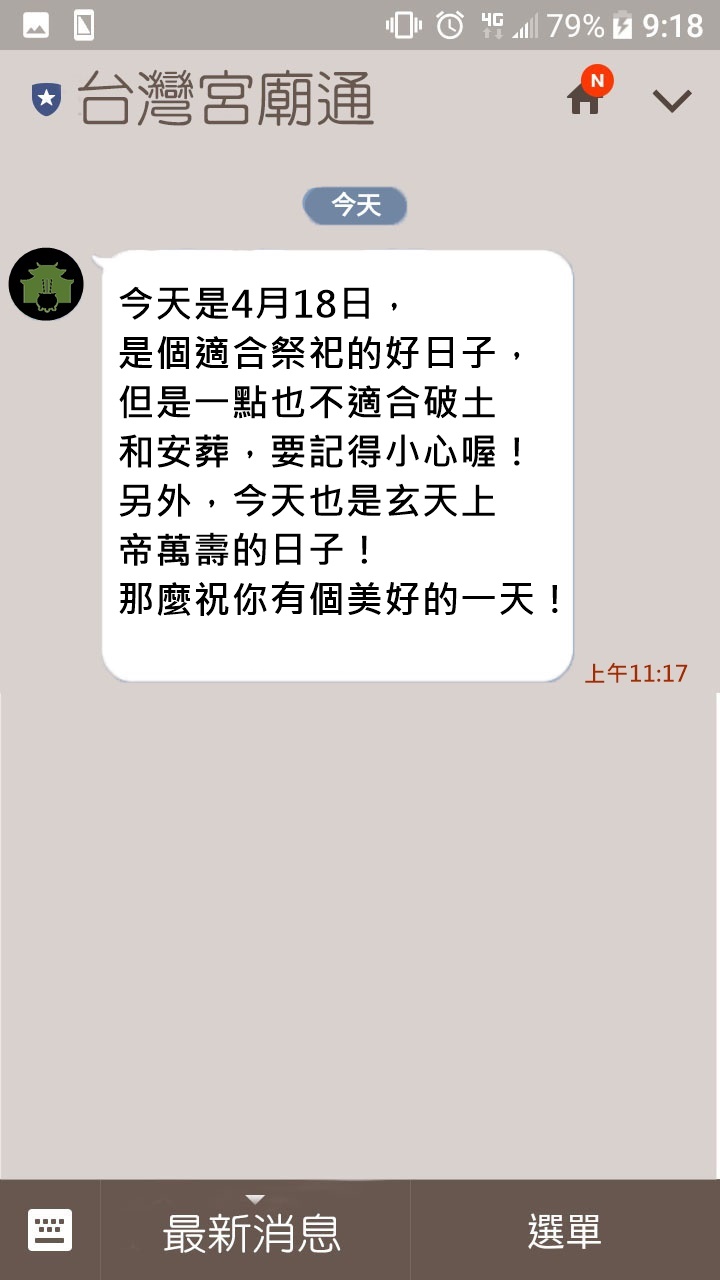 4G 79% 9:18
台灣宮廟通
N
今天
今天是4月18日，
是個適合祭祀的好日子，
但是一點也不適合破土
和安葬，要記得小心喔！
另外，今天也是玄天上
帝萬壽的日子！
那麼祝你有個美好的一天！
上午11:17
最新消息
選單